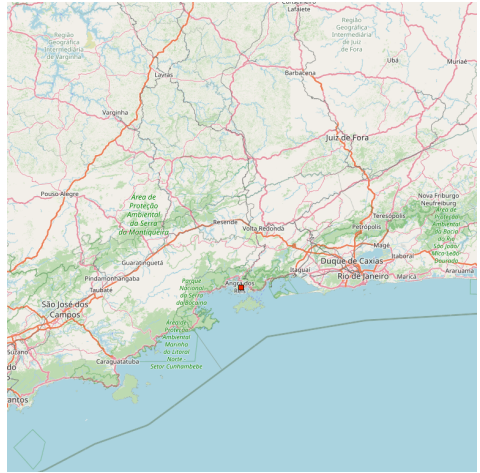 Lafaiete
Região
Geográfica
Intermediária
de Varginha
Região
Geográfica
Intermediária
de Juiz
de Fora
Ubá
Muriaé
Lavras
Barbacena
Varginha
Juiz de Fora
Pouso Alegre
Área de
Proteção
Ambiental
da Serra
da Mantiqueira
Nova Friburgo
Neufreiburg
Área de
Proteção
Ambiental
da Bacia
do Rio
São João/
Mico-Leão
Dourado
Teresópolis
Petrópolis
Resende
Volta Redonda
Magé
Itaboraí
Duque de Caxias
Guaratinguetá
Itaguaí
Rio de Janeiro
Maricá
Araruama
Pindamonhangaba
Taubaté
Parque
Nacional
da Serra
da Bocaina
Angra dos
São José dos
Campos
Área de
Proteção
Ambiental
Marinha
do Litoral
Norte -
Setor Cunhambebe
Suzano
Caraguatatuba
do
antos